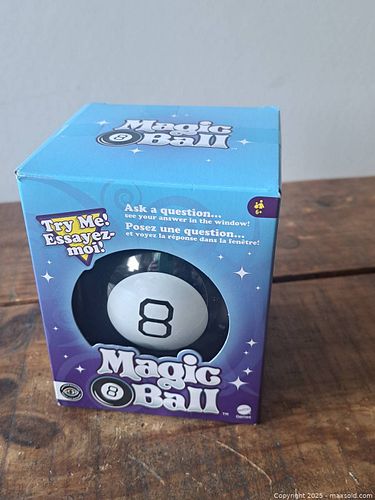 Magic
8 Ball
Try Me!
Essayez-
moi!
Ask a question...
see your answer in the window!
Posez une question...
et voyez la réponse dans la fenêtre!
6+
8
Magic
8 Ball
TM
Copyright 2025 - maxsold.com